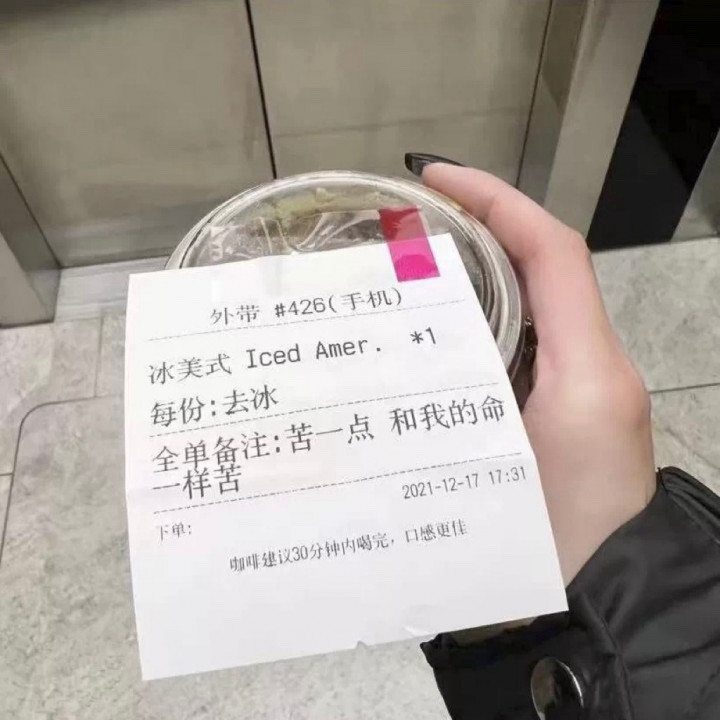 外带 #426(手机)
冰美式 Iced Amer. *1
每份:去冰
全单备注:苦一点 和我的命
一样苦
2021-12-17 17:31
下单:
咖啡建议30分钟内喝完，口感更佳